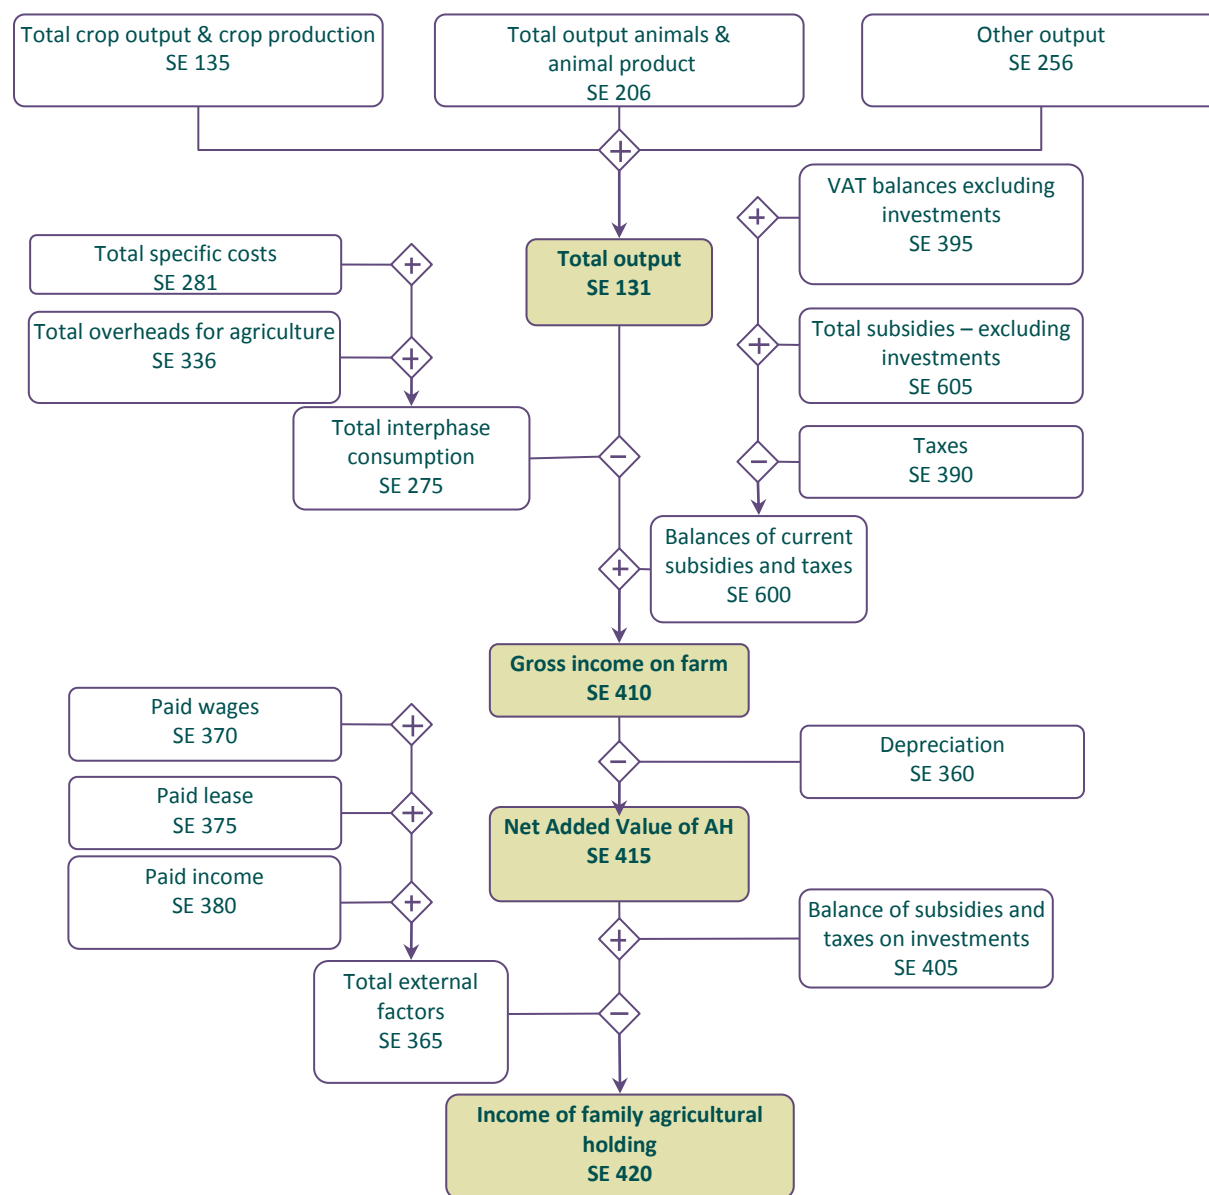 Total crop output & crop production
SE 135
Total output animals &
animal product
SE 206
Other output
SE 256
+
VAT balances excluding
investments
SE 395
+
Total specific costs
SE 281
+
Total output
SE 131
Total overheads for agriculture
SE 336
+
Total subsidies – excluding
investments
SE 605
+
Total interphase
consumption
SE 275
–
Taxes
SE 390
–
Balances of current
subsidies and taxes
SE 600
+
Gross income on farm
SE 410
Paid wages
SE 370
+
Depreciation
SE 360
–
Paid lease
SE 375
+
Net Added Value of AH
SE 415
Paid income
SE 380
+
Balance of subsidies and
taxes on investments
SE 405
+
Total external
factors
SE 365
–
Income of family agricultural
holding
SE 420